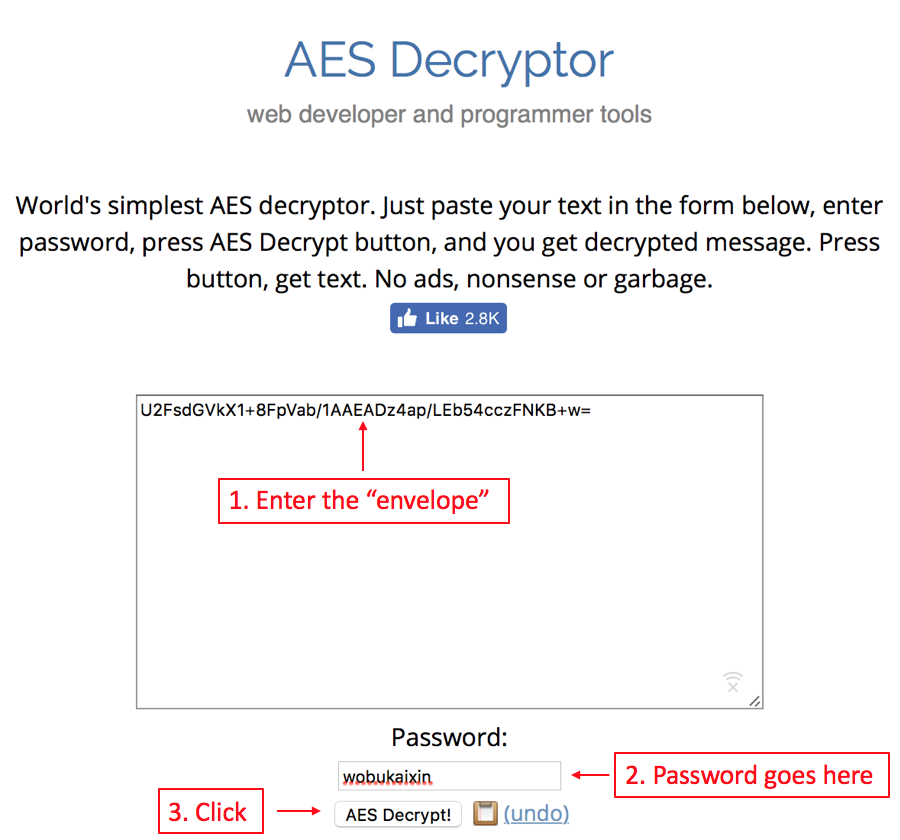 AES Decryptor
web developer and programmer tools
World's simplest AES decryptor. Just paste your text in the form below, enter
password, press AES Decrypt button, and you get decrypted message. Press
button, get text. No ads, nonsense or garbage.
Like 2.8K
U2FsdGVkX1+8FpVab/1AAEADz4ap/LEb54cczFNKB+w=
1. Enter the “envelope”
Password:
wobukaixin
2. Password goes here
3. Click
AES Decrypt!
(undo)